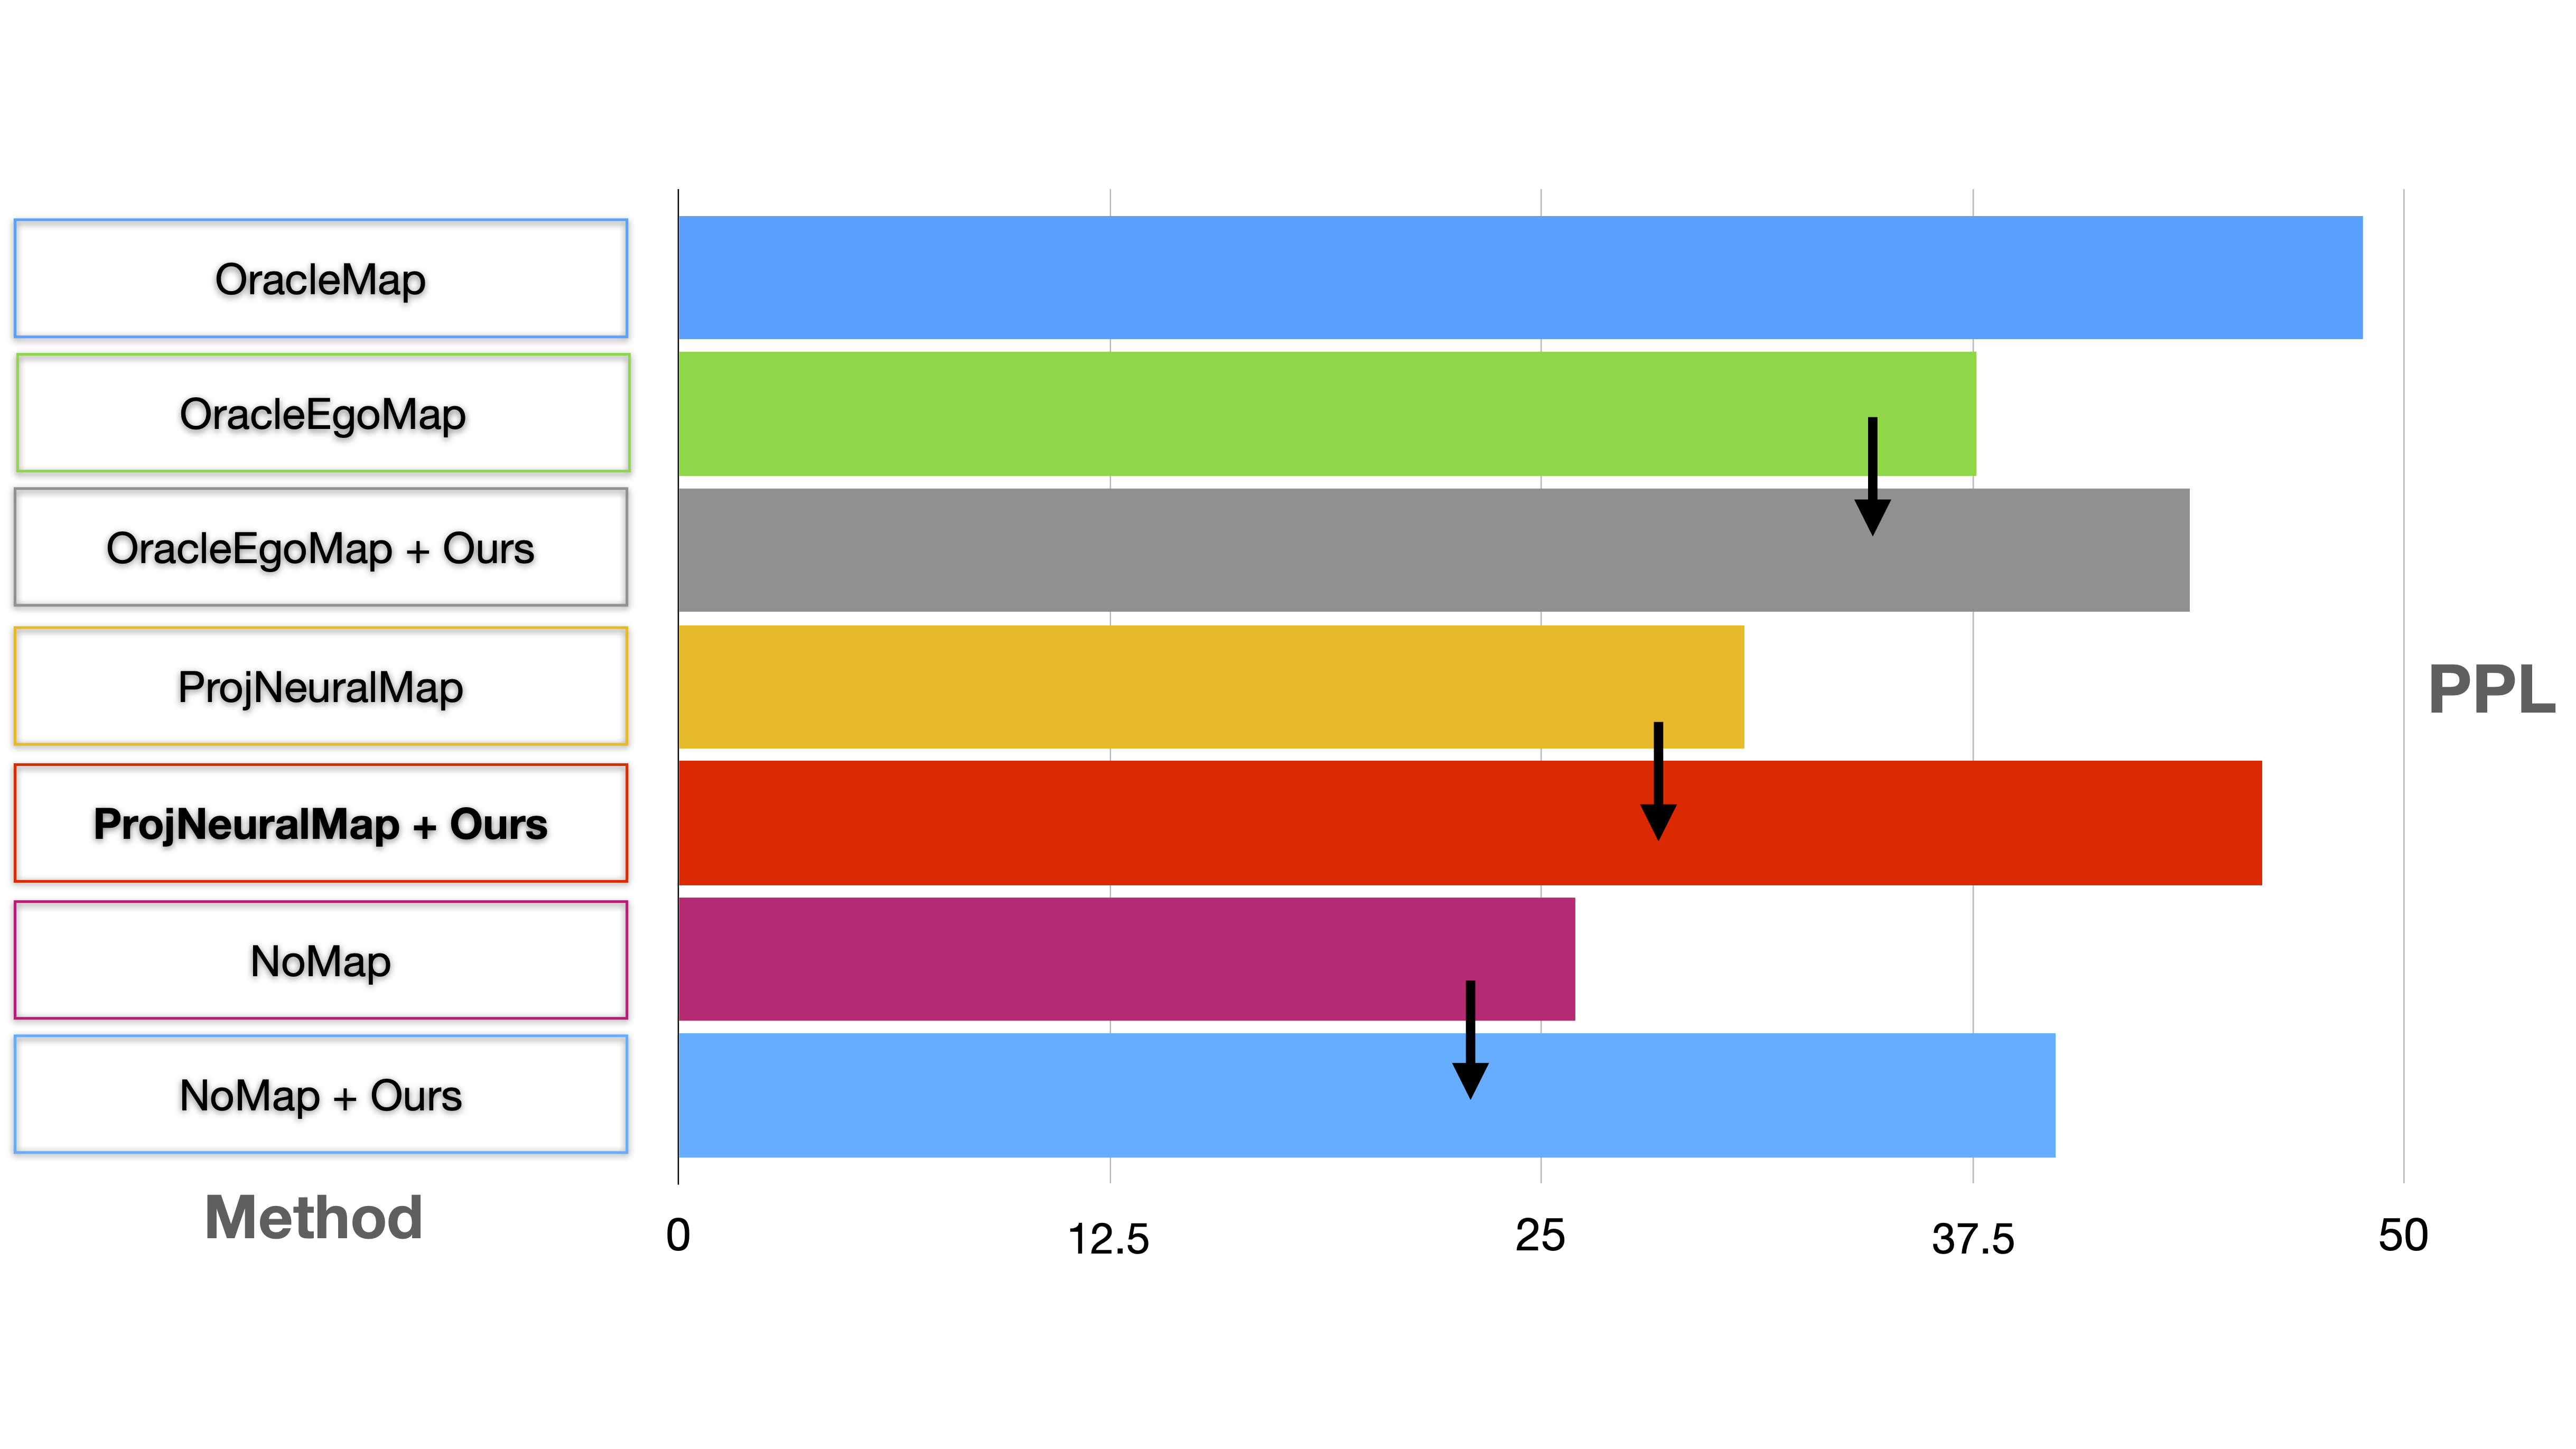 OracleMap
OracleEgoMap
OracleEgoMap + Ours
ProjNeuralMap
PPL
ProjNeuralMap + Ours
NoMap
NoMap + Ours
Method
0
12.5
25
37.5
50